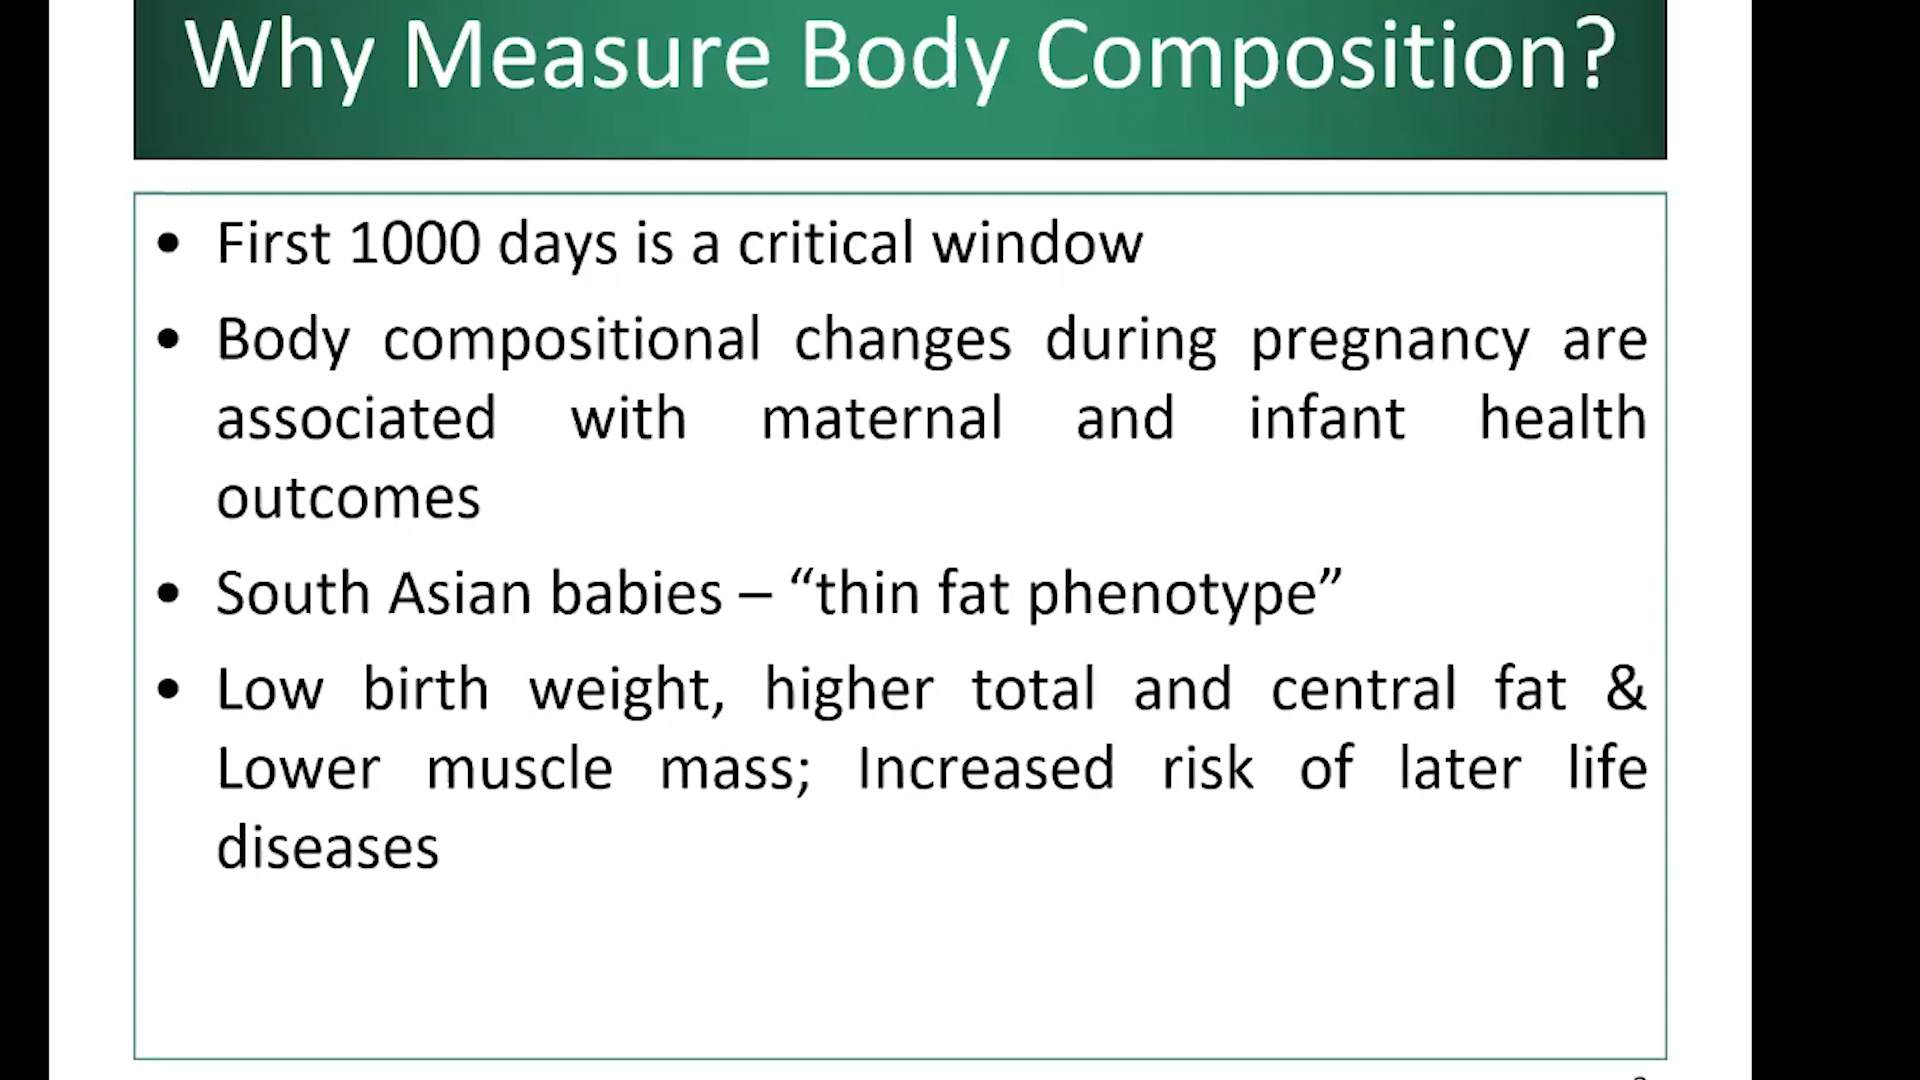 Why Measure Body Composition?
• First 1000 days is a critical window
• Body compositional changes during pregnancy are
associated with maternal and infant health
outcomes
• South Asian babies – “thin fat phenotype”
• Low birth weight, higher total and central fat &
Lower muscle mass; Increased risk of later life
diseases